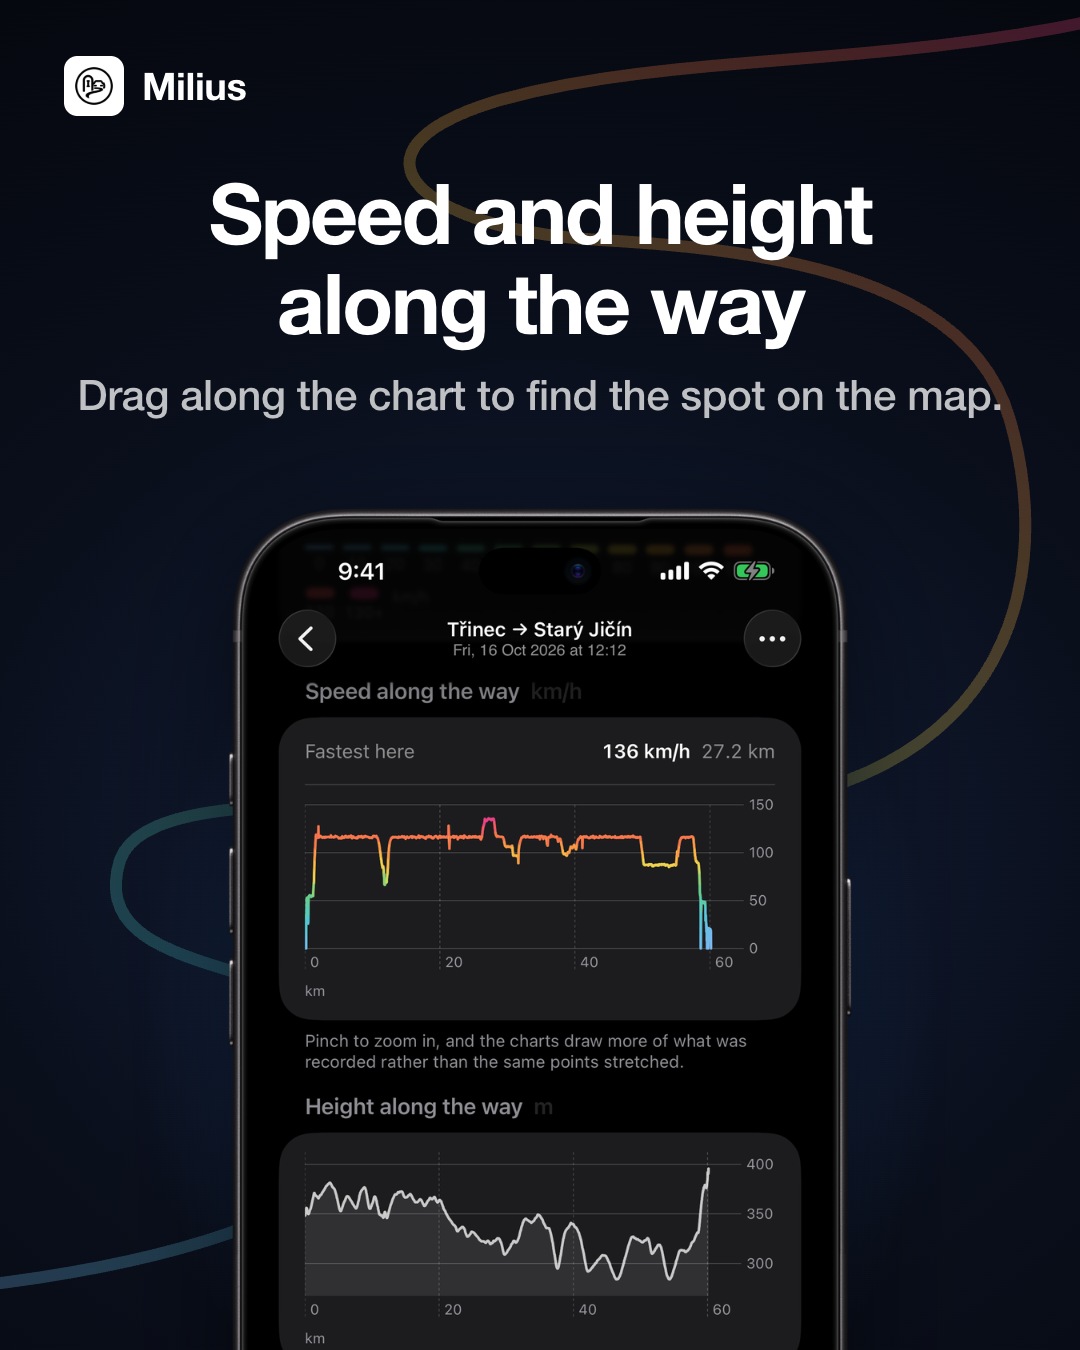 Milius
Speed and height
along the way
Drag along the chart to find the spot on the map.
9:41
Třinec → Starý Jičín
Fri, 16 Oct 2026 at 12:12
Speed along the way km/h
Fastest here 136 km/h 27.2 km
150
100
50
0
0 20 40 60
km
Pinch to zoom in, and the charts draw more of what was
recorded rather than the same points stretched.
Height along the way m
400
350
300
0 20 40 60
km